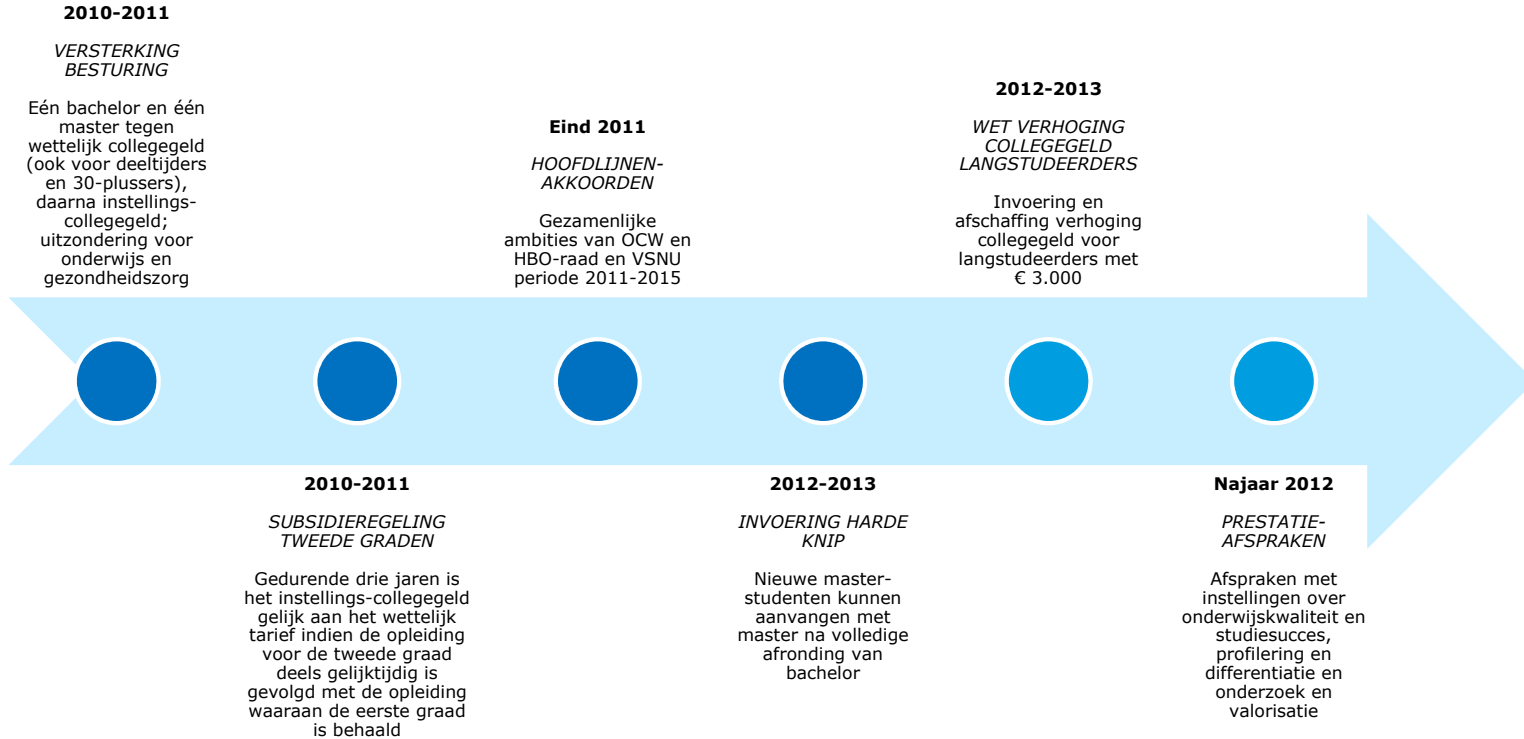 2010-2011
VERSTERKING
BESTURING
Eén bachelor en één
master tegen
wettelijk collegegeld
(ook voor deeltijders
en 30-plussers),
daarna instellings-
collegegeld;
uitzondering voor
onderwijs en
gezondheidszorg
2010-2011
SUBSIDIEREGELING
TWEEDE GRADEN
Gedurende drie jaren is
het instellings-collegegeld
gelijk aan het wettelijk
tarief indien de opleiding
voor de tweede graad
deels gelijktijdig is
gevolgd met de opleiding
waaraan de eerste graad
is behaald
Eind 2011
HOOFDLIJNEN-
AKKOORDEN
Gezamenlijke
ambities van OCW en
HBO-raad en VSNU
periode 2011-2015
2012-2013
INVOERING HARDE
KNIP
Nieuwe master-
studenten kunnen
aanvangen met
master na volledige
afronding van
bachelor
2012-2013
WET VERHOGING
COLLEGEGELD
LANGSTUDEERDERS
Invoering en
afschaffing verhoging
collegegeld voor
langstudeerders met
€ 3.000
Najaar 2012
PRESTATIE-
AFSPRAKEN
Afspraken met
instellingen over
onderwijskwaliteit en
studiesucces,
profilering en
differentiatie en
onderzoek en
valorisatie